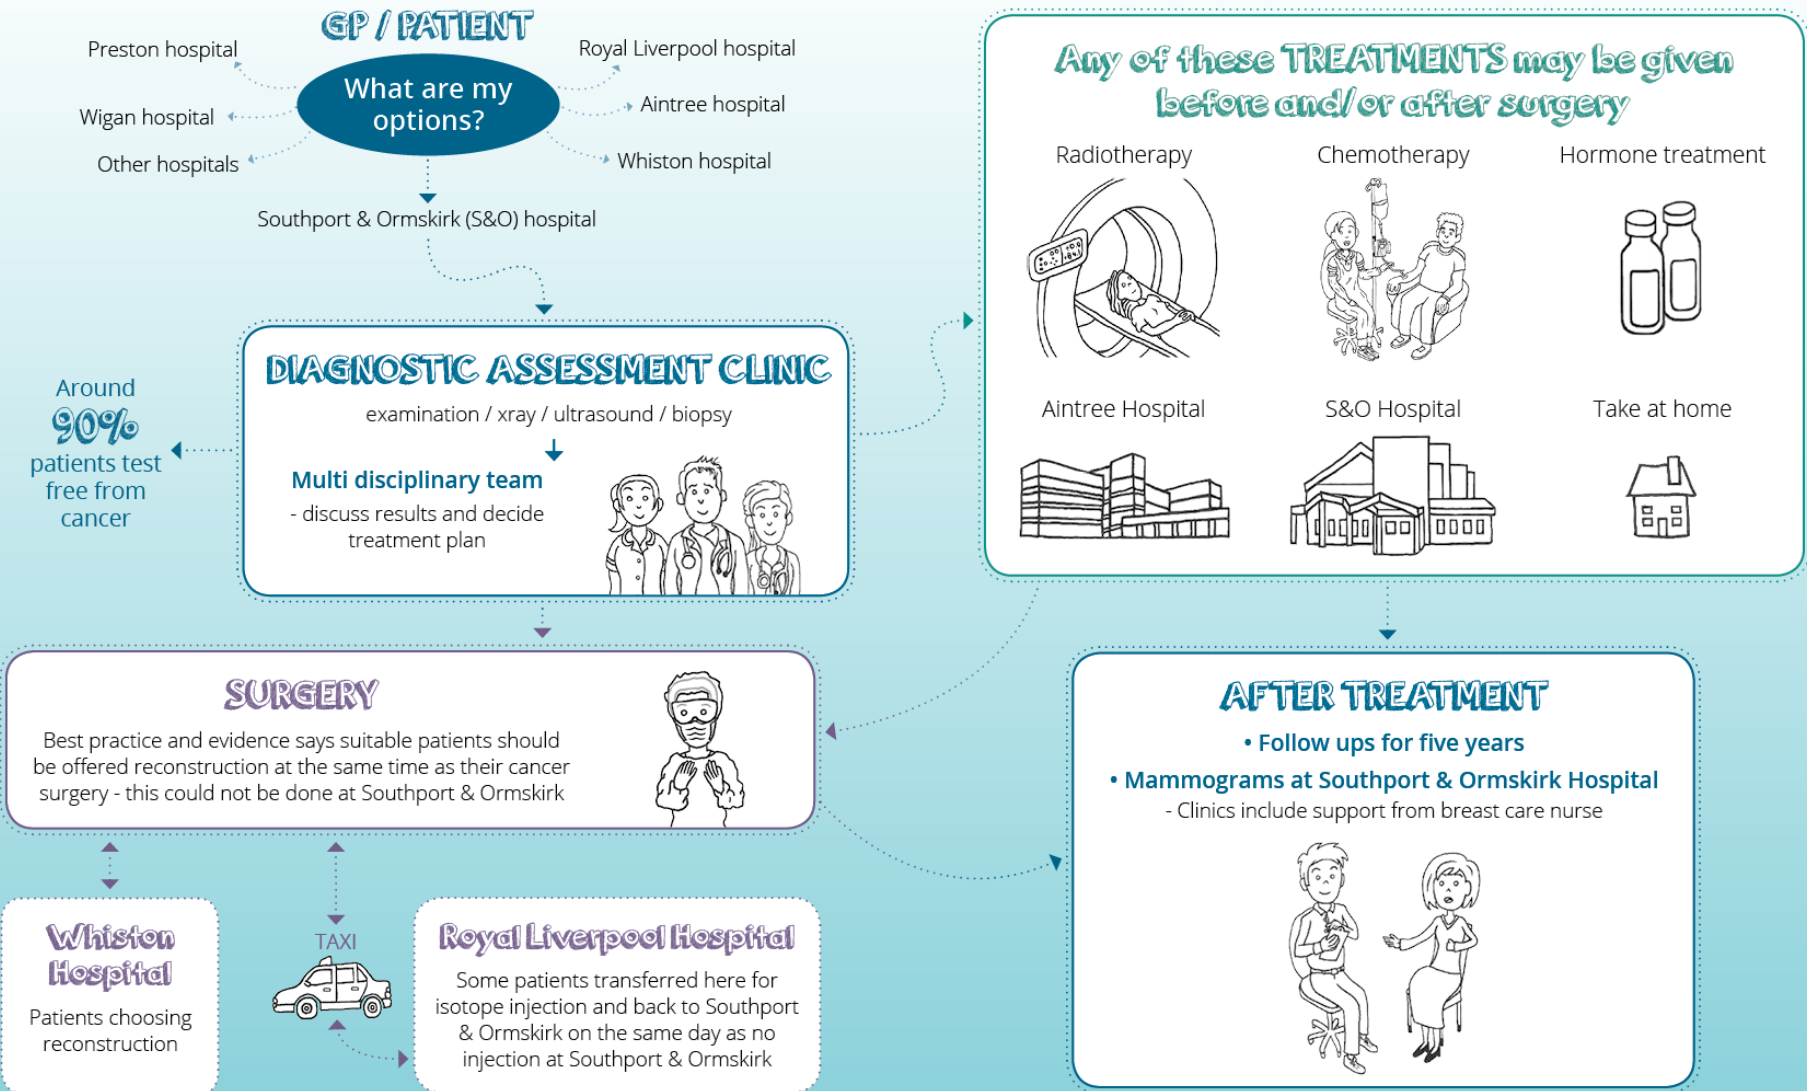 GP / PATIENT
What are my
options?
Preston hospital
Wigan hospital
Other hospitals
Royal Liverpool hospital
Aintree hospital
Whiston hospital
Southport & Ormskirk (S&O) hospital
DIAGNOSTIC ASSESSMENT CLINIC
examination / xray / ultrasound / biopsy
Multi disciplinary team
- discuss results and decide
treatment plan
Around
90%
patients test
free from
cancer
Any of these TREATMENTS may be given
before and/or after surgery
Radiotherapy
Chemotherapy
Hormone treatment
Aintree Hospital
S&O Hospital
Take at home
SURGERY
Best practice and evidence says suitable patients should
be offered reconstruction at the same time as their cancer
surgery - this could not be done at Southport & Ormskirk
Whiston
Hospital
Patients choosing
reconstruction
TAXI
Royal Liverpool Hospital
Some patients transferred here for
isotope injection and back to Southport
& Ormskirk on the same day as no
injection at Southport & Ormskirk
AFTER TREATMENT
• Follow ups for five years
• Mammograms at Southport & Ormskirk Hospital
- Clinics include support from breast care nurse